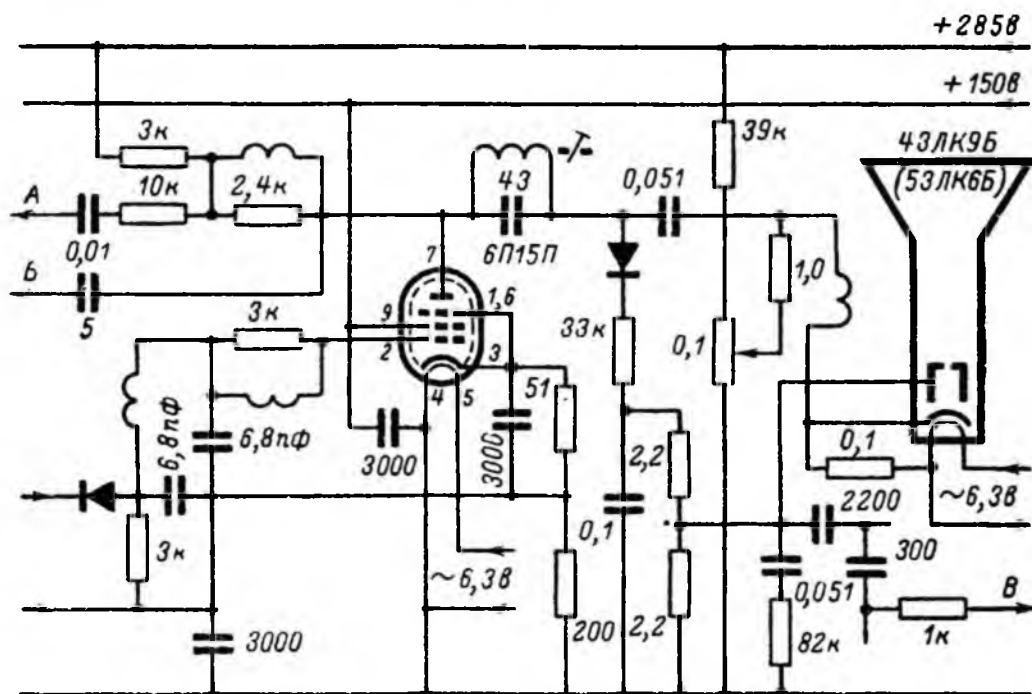 +285в
+150в
3к
39к
43ЛК9Б
(53ЛК6Б)
А
10к
2,4к
43
0,051
0,01
6П15П
7
1,0
Б
5
3к
9
1,6
33к
0,1
2
3
4
5
51
6,8пф
6,8пф
3000
3000
2,2
0,1
2200
~6,3в
3к
~6,3в
0,1
300
0,051
В
3000
200
2,2
82к
1к